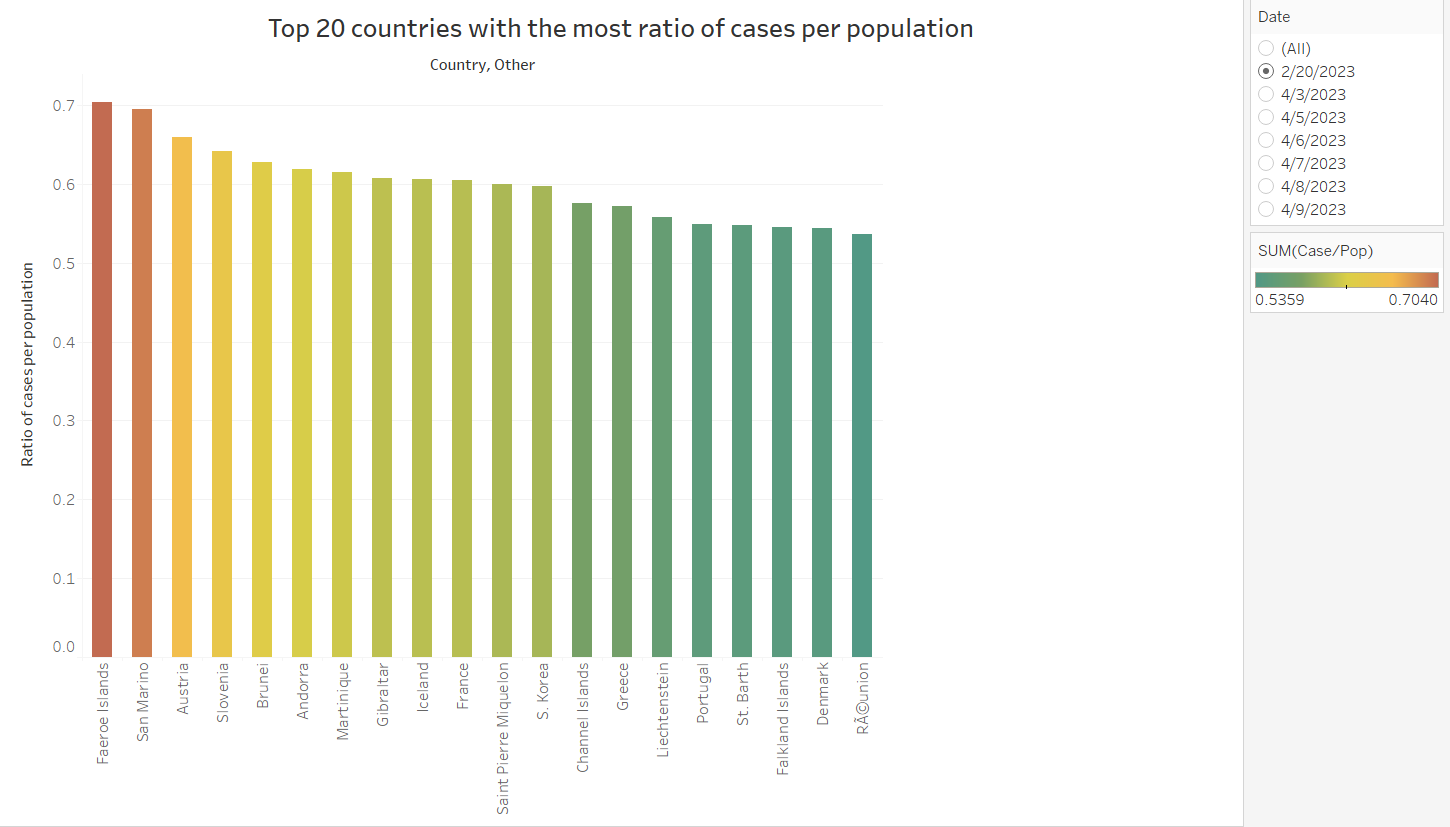 Top 20 countries with the most ratio of cases per population
Country, Other
Ratio of cases per population
0.7
0.6
0.5
0.4
0.3
0.2
0.1
0.0
Faeroe Islands
San Marino
Austria
Slovenia
Brunei
Andorra
Martinique
Gibraltar
Iceland
France
Saint Pierre Miquelon
S. Korea
Channel Islands
Greece
Liechtenstein
Portugal
St. Barth
Falkland Islands
Denmark
RÃ©union
Date
(All)
2/20/2023
4/3/2023
4/5/2023
4/6/2023
4/7/2023
4/8/2023
4/9/2023
SUM(Case/Pop)
0.5359 0.7040